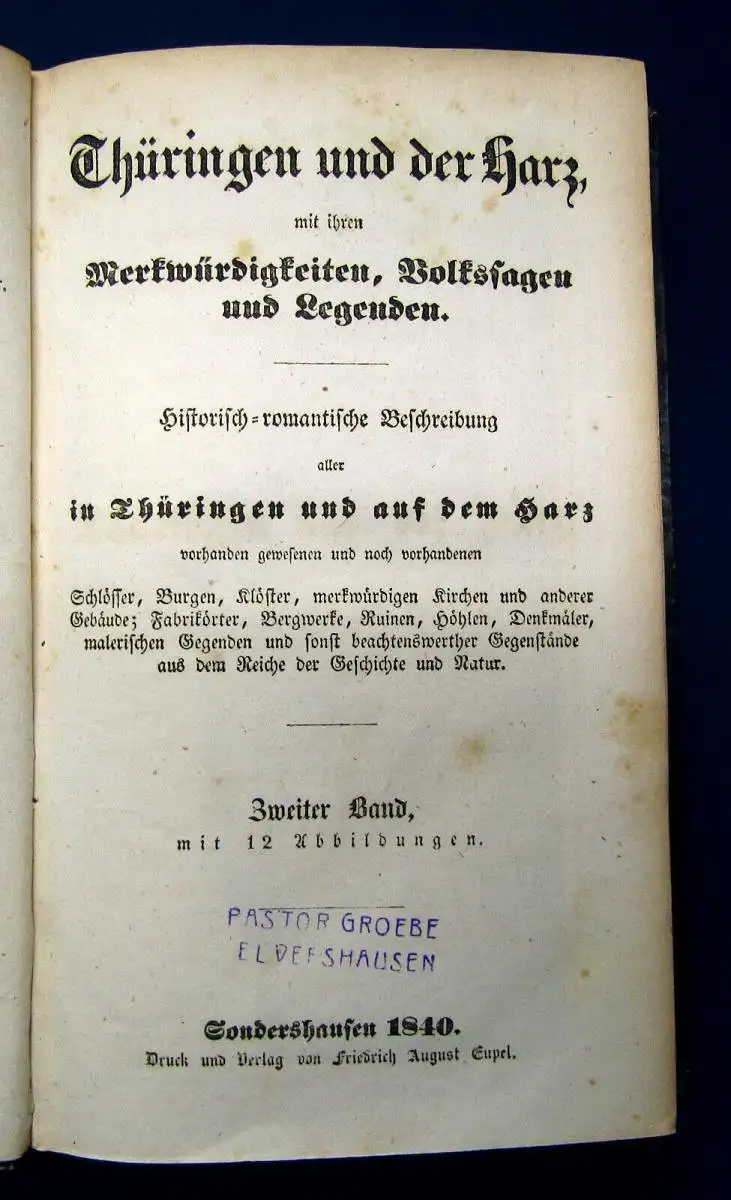 Thüringen und der Harz,
mit ihren
Merkwürdigkeiten, Volkssagen
und Legenden.
Historisch-romantische Beschreibung
aller
in Thüringen und auf dem Harz
vorhanden gewesenen und noch vorhandenen
Schlösser, Burgen, Klöster, merkwürdigen Kirchen und anderer
Gebäude; Fabrikörter, Bergwerke, Ruinen, Höhlen, Denkmäler,
malerischen Gegenden und sonst beachtenswerther Gegenstände
aus dem Reiche der Geschichte und Natur.
Zweiter Band,
mit 12 Abbildungen.
PASTOR GROEBE
Sondershausen 1840.
Druck und Verlag von Friedrich August Eupel.